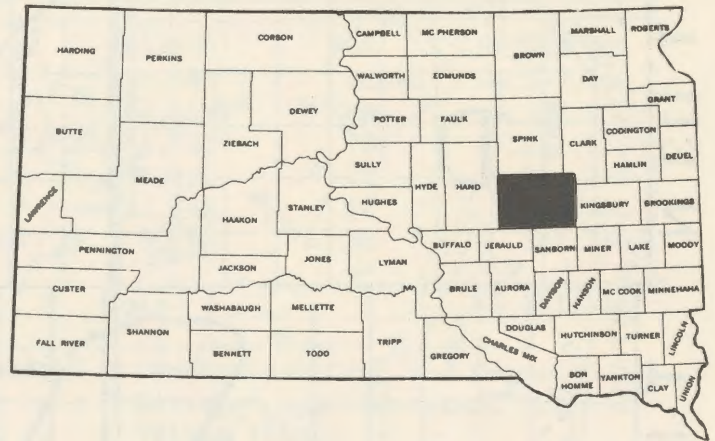 HARDING
PERKINS
CORSON
CAMPBELL
MC PHERSON
BROWN
MARSHALL
ROBERTS
WALWORTH
EDMUNDS
DAY
DEWEY
GRANT
BUTTE
ZIEBACH
POTTER
FAULK
SPINK
CLARK
CODINGTON
MEADE
SULLY
HAMLIN
DEUEL
LAWRENCE
HAAKON
STANLEY
HUGHES
HYDE
HAND
KINGSBURY
BROOKINGS
PENNINGTON
JACKSON
JONES
LYMAN
BUFFALO
JERAULD
SANBORN
MINER
LAKE
MOODY
CUSTER
WASHABAUGH
MELLETTE
BRULE
AURORA
DAVISON
HANSON
MC COOK
MINNEHAHA
FALL RIVER
SHANNON
BENNETT
TODD
TRIPP
GREGORY
CHARLES MIX
DOUGLAS
HUTCHINSON
TURNER
LINCOLN
BON
HOMME
YANKTON
CLAY
UNION